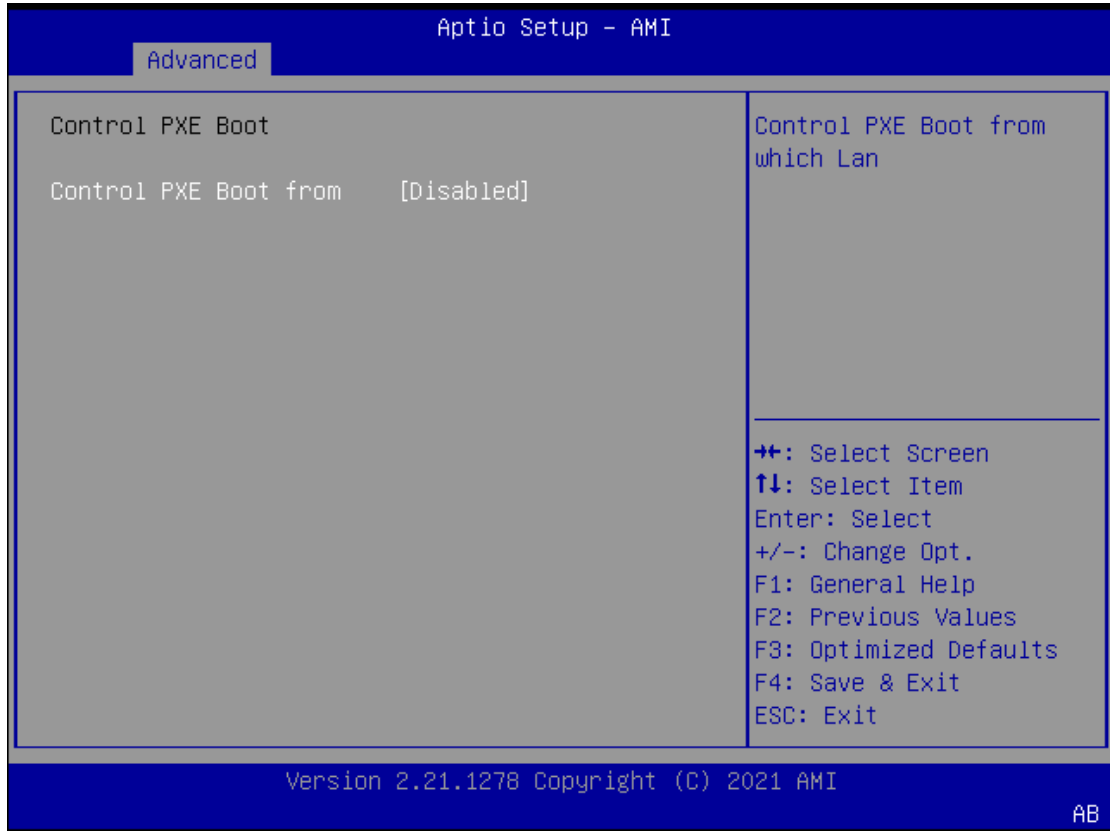 Aptio Setup – AMI
Advanced
Control PXE Boot
Control PXE Boot from [Disabled]
Control PXE Boot from
which Lan
→←: Select Screen
↑↓: Select Item
Enter: Select
+/-: Change Opt.
F1: General Help
F2: Previous Values
F3: Optimized Defaults
F4: Save & Exit
ESC: Exit
Version 2.21.1278 Copyright (C) 2021 AMI
AB